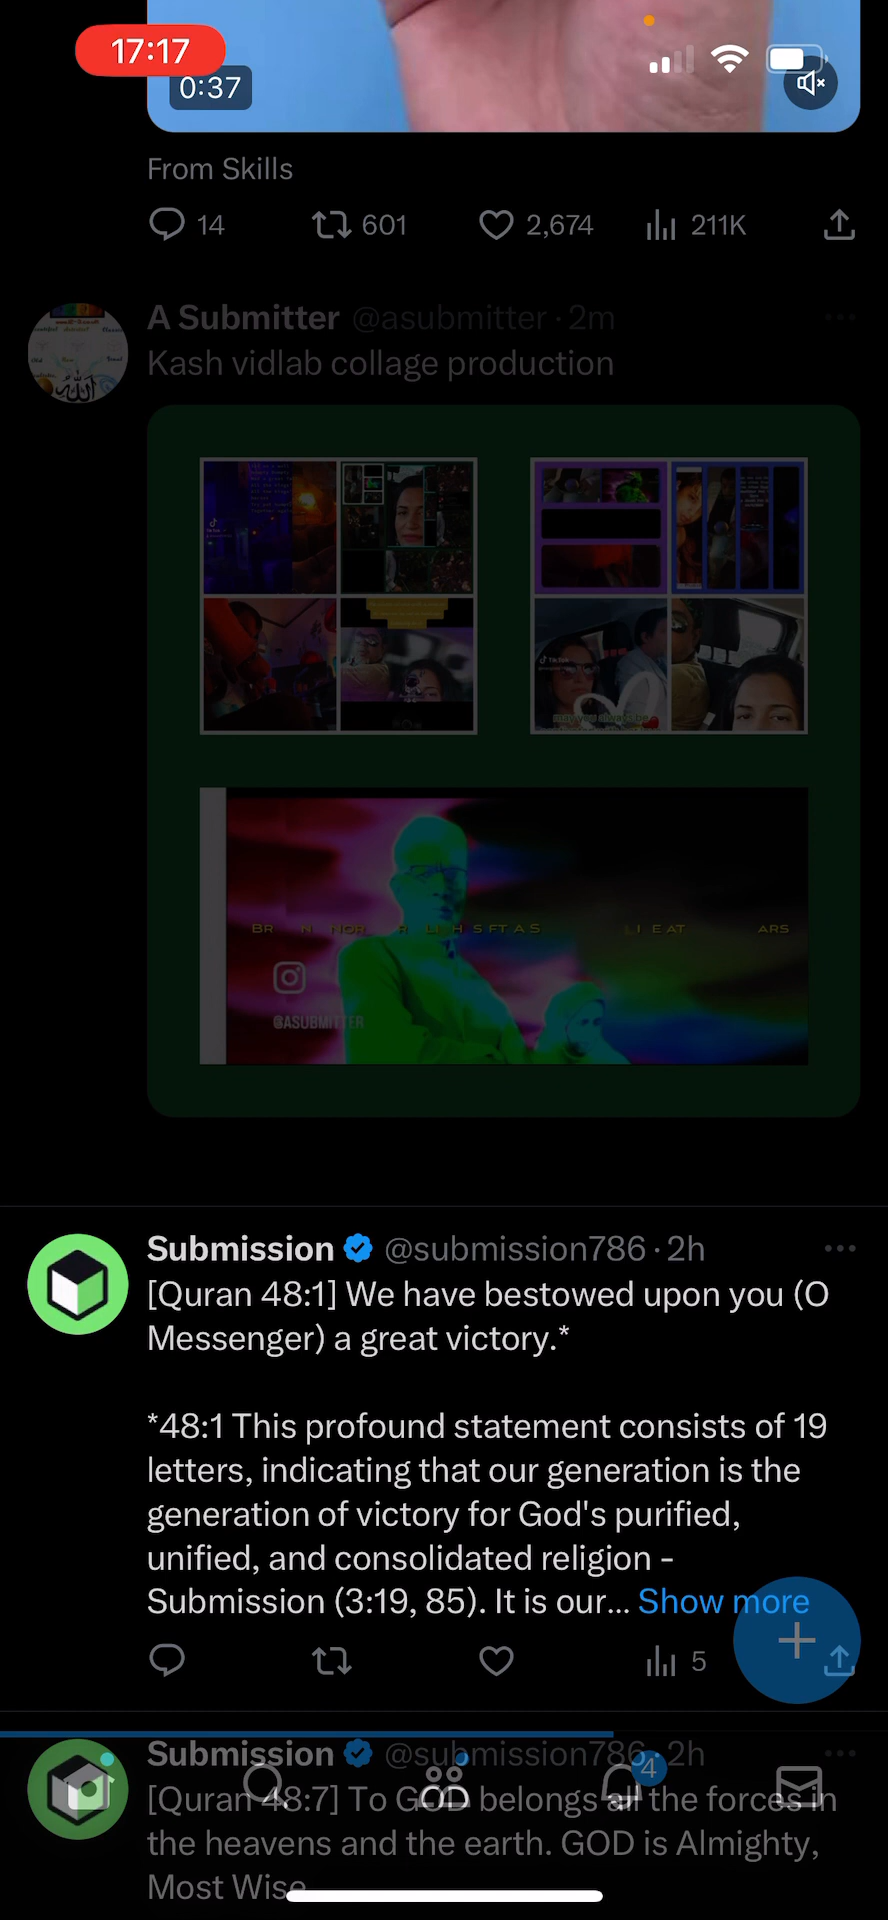 17:17
0:37
From Skills
14 601 2,674 211K
A Submitter @asubmitter · 2m
Kash vidlab collage production
@ASUBMITTER
Submission @submission786 · 2h
[Quran 48:1] We have bestowed upon you (O
Messenger) a great victory.*
*48:1 This profound statement consists of 19
letters, indicating that our generation is the
generation of victory for God's purified,
unified, and consolidated religion -
Submission (3:19, 85). It is our... Show more
5
Submission @submission786 · 2h
4
[Quran 48:7] To GOD belongs all the forces in
the heavens and the earth. GOD is Almighty,
Most Wise